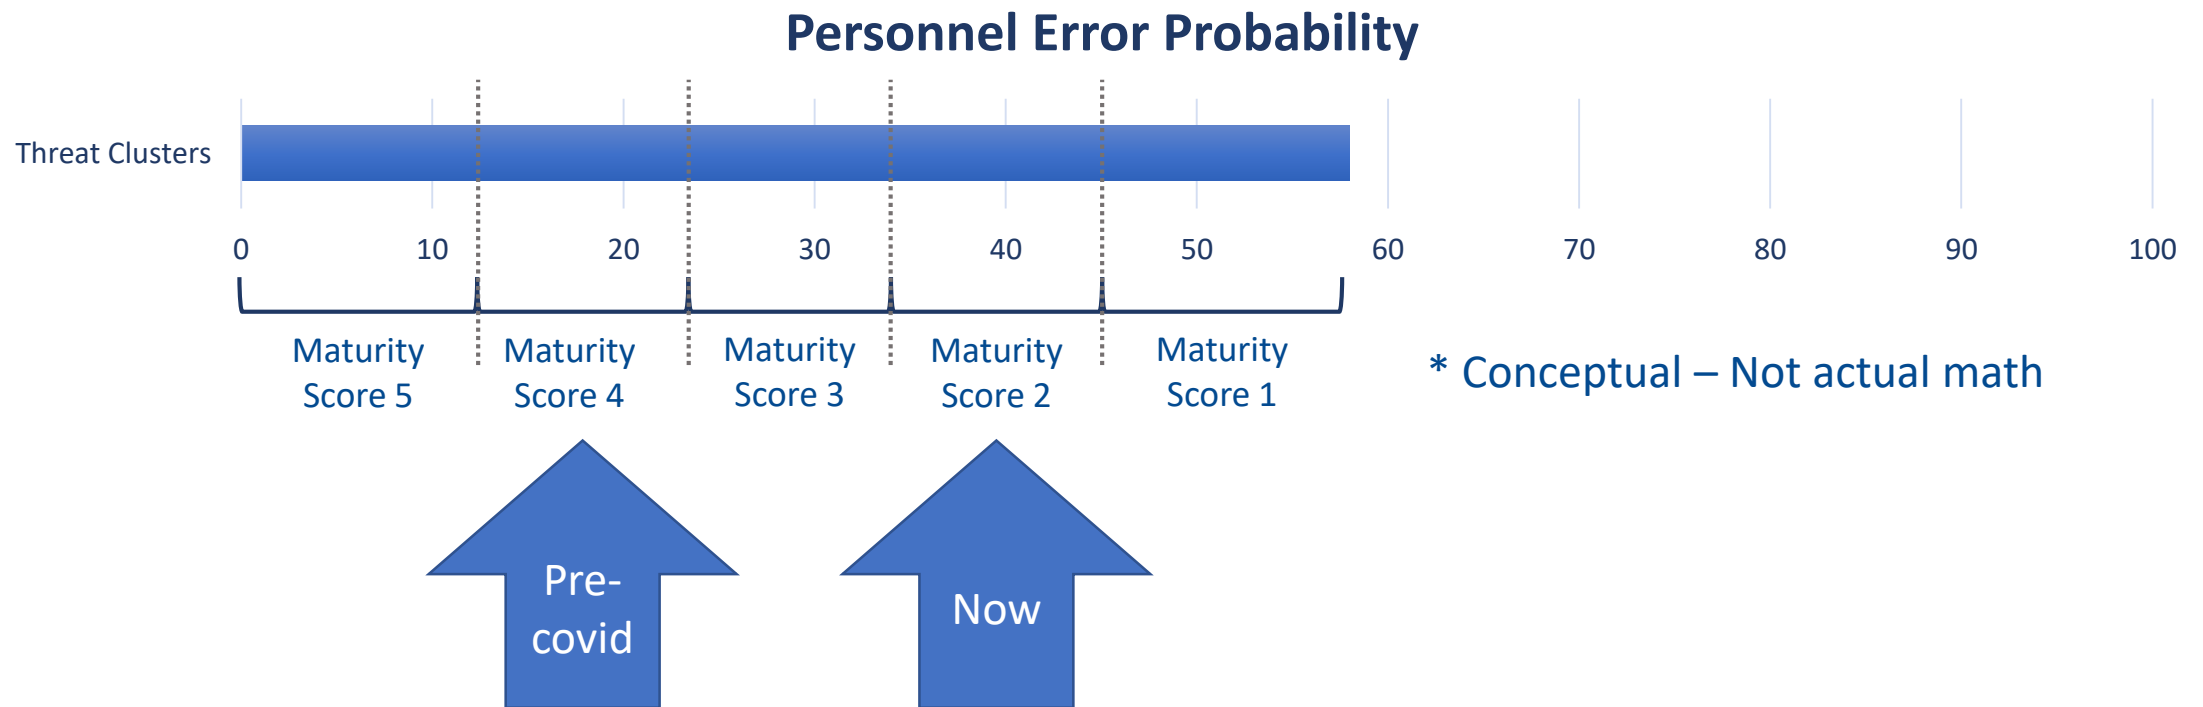 Personnel Error Probability
Threat Clusters
0 10 20 30 40 50 60 70 80 90 100
Maturity
Score 5
Maturity
Score 4
Maturity
Score 3
Maturity
Score 2
Maturity
Score 1
* Conceptual – Not actual math
Pre-
covid
Now